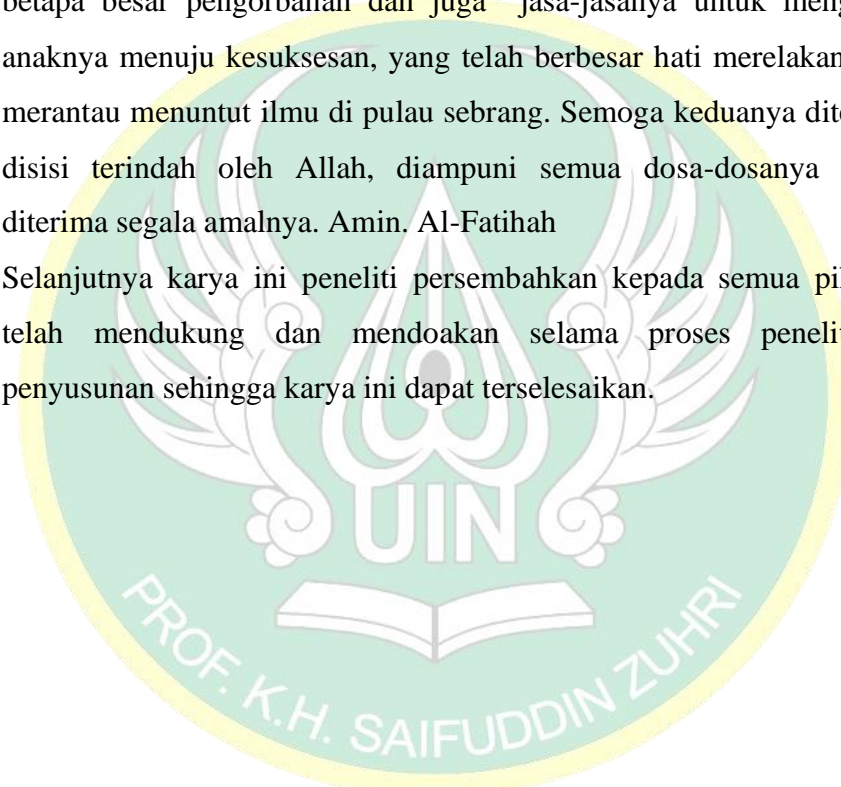 betapa besar pengorbanan dan juga jasa-jasanya untuk meng
anaknya menuju kesuksesan, yang telah berbesar hati merelakan
merantau menuntut ilmu di pulau sebrang. Semoga keduanya dite
disisi terindah oleh Allah, diampuni semua dosa-dosanya
diterima segala amalnya. Amin. Al-Fatihah
Selanjutnya karya ini peneliti persembahkan kepada semua pi
telah mendukung dan mendoakan selama proses penelit
penyusunan sehingga karya ini dapat terselesaikan.
UIN
PROF. K.H. SAIFUDDIN ZUHRI